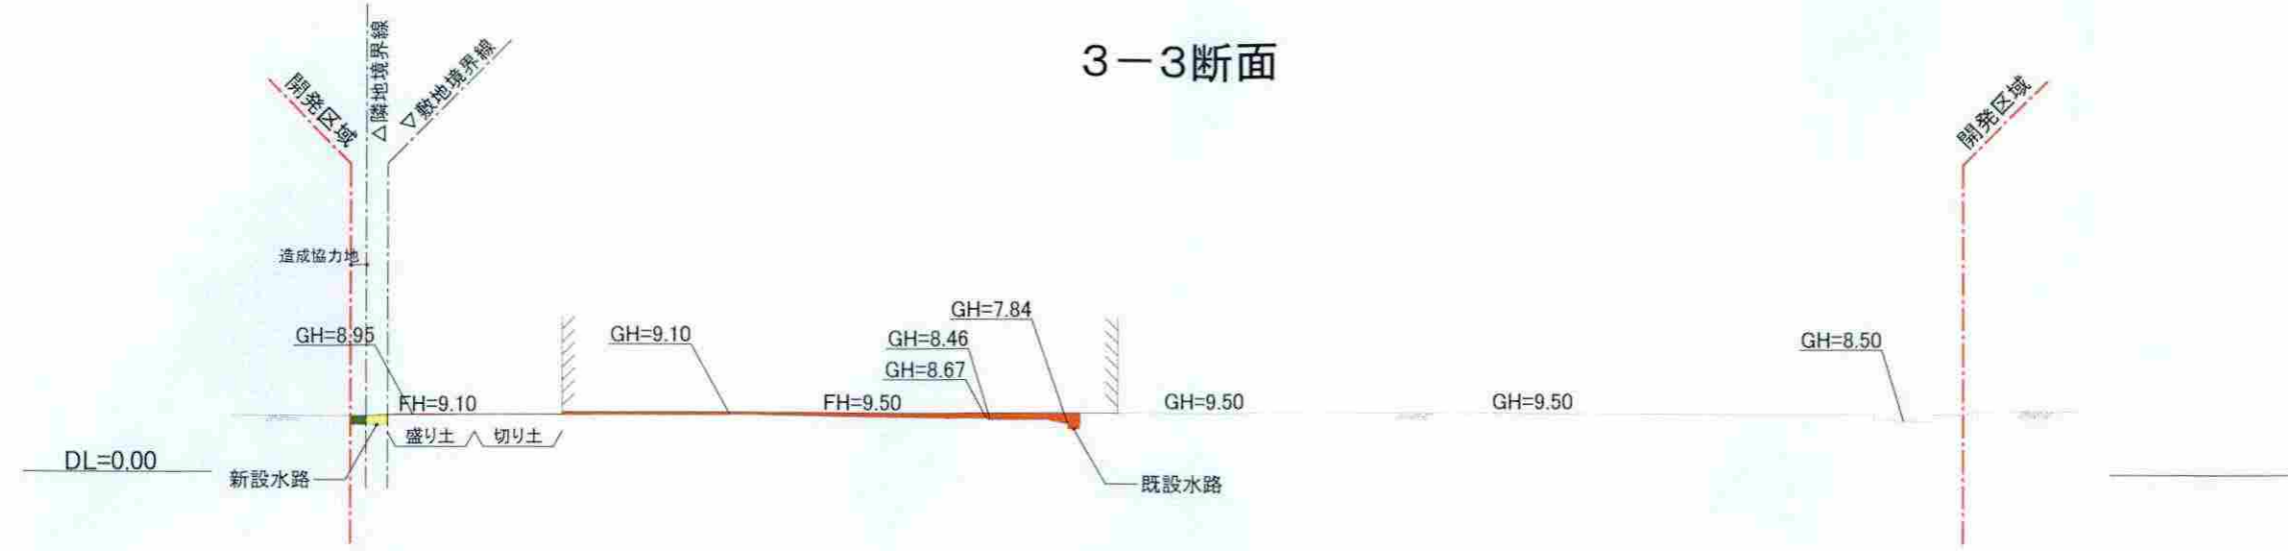 3－3断面
開発区域
△隣地境界線
△敷地境界線
開発区域
造成協力地
GH=8.95
GH=9.10
GH=7.84
GH=8.46
GH=8.67
GH=8.50
FH=9.10
FH=9.50
GH=9.50
GH=9.50
盛り土
切り土
DL=0.00
新設水路
既設水路